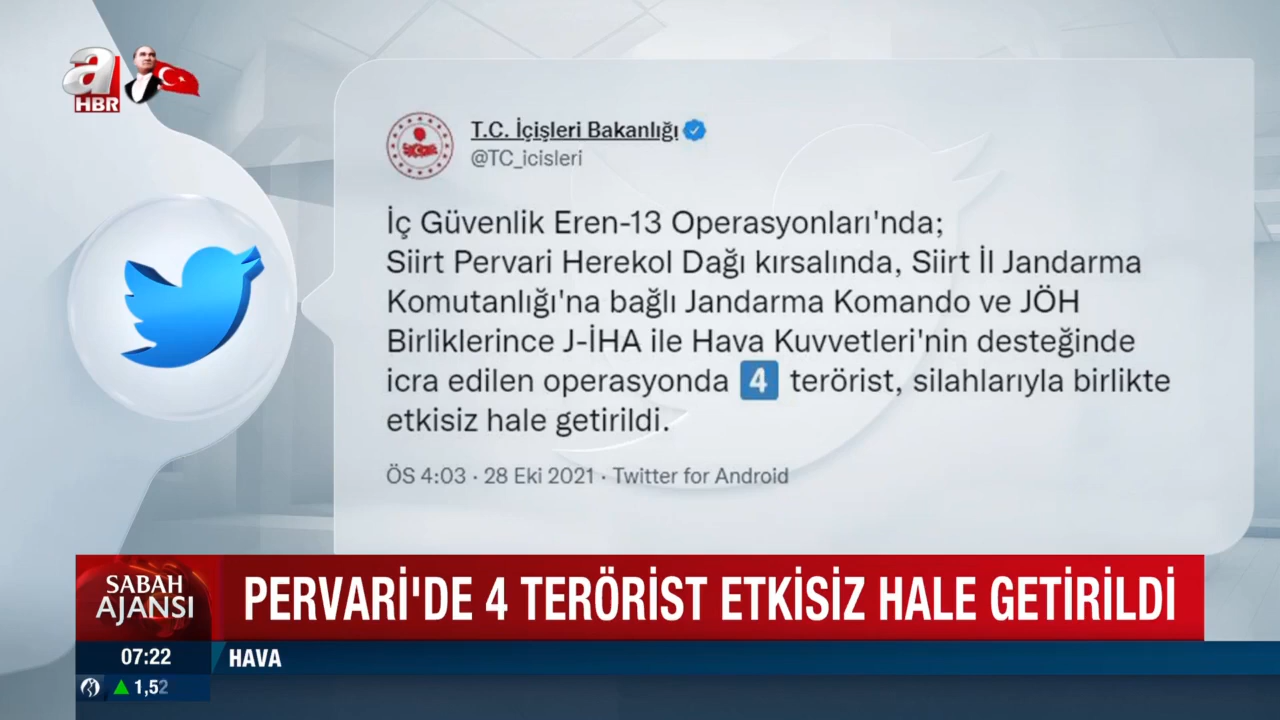 a
HBR
T.C. İçişleri Bakanlığı
@TC_icisleri
İç Güvenlik Eren-13 Operasyonları'nda;
Siirt Pervari Herekol Dağı kırsalında, Siirt İl Jandarma
Komutanlığı'na bağlı Jandarma Komando ve JÖH
Birliklerince J-İHA ile Hava Kuvvetleri'nin desteğinde
icra edilen operasyonda 4 terörist, silahlarıyla birlikte
etkisiz hale getirildi.
ÖS 4:03 · 28 Eki 2021 · Twitter for Android
SABAH
AJANSI
PERVARİ'DE 4 TERÖRİST ETKİSİZ HALE GETİRİLDİ
07:22
HAVA
1,52